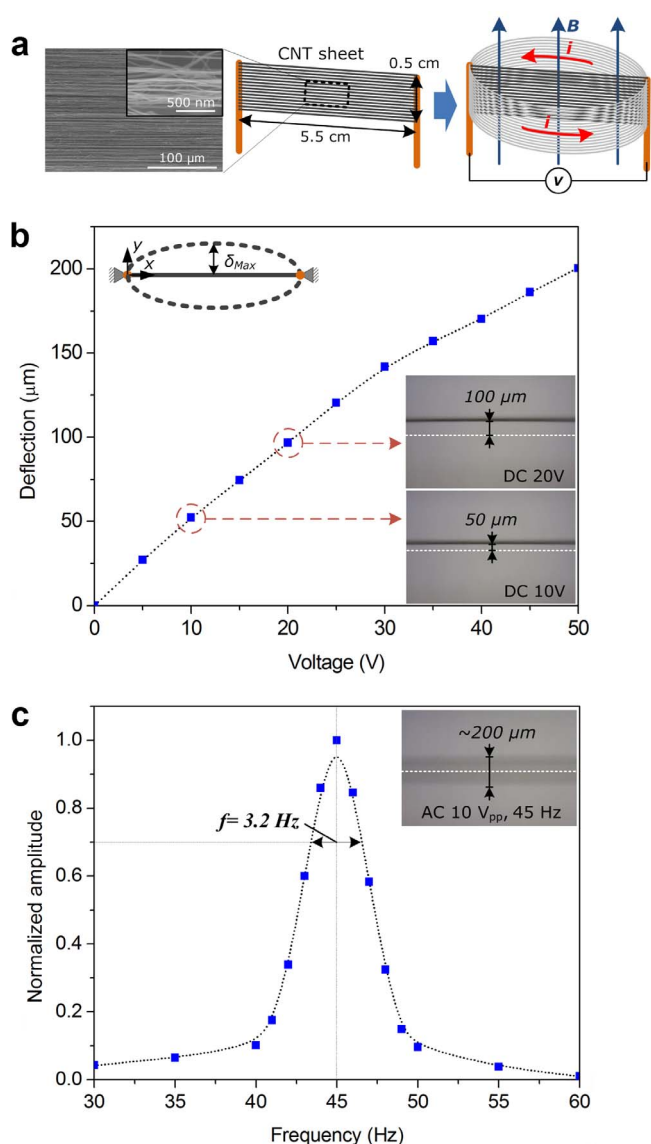 a
CNT sheet
0.5 cm
5.5 cm
500 nm
100 µm
B
i
i
V
b
y
x
δMax
Deflection (µm)
200
150
100
50
0
0 10 20 30 40 50
Voltage (V)
100 µm
DC 20V
50 µm
DC 10V
c
Normalized amplitude
1.0
0.8
0.6
0.4
0.2
0.0
30 35 40 45 50 55 60
Frequency (Hz)
f= 3.2 Hz
~200 µm
AC 10 Vpp, 45 Hz